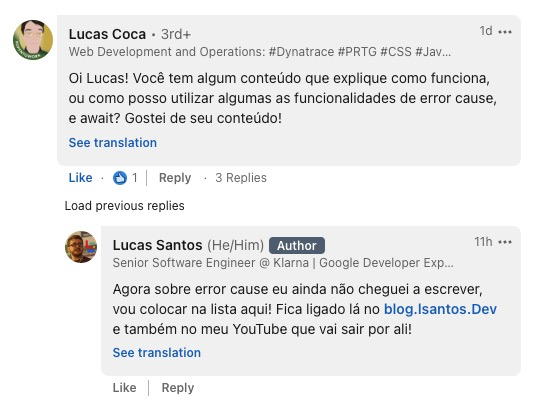 Lucas Coca • 3rd+
1d •••
Web Development and Operations: #Dynatrace #PRTG #CSS #Jav...
Oi Lucas! Você tem algum conteúdo que explique como funciona,
ou como posso utilizar algumas as funcionalidades de error cause,
e await? Gostei de seu conteúdo!
See translation
Like · 1 | Reply · 3 Replies
Load previous replies
Lucas Santos (He/Him) Author
11h •••
Senior Software Engineer @ Klarna | Google Developer Exp...
Agora sobre error cause eu ainda não cheguei a escrever,
vou colocar na lista aqui! Fica ligado lá no blog.lsantos.Dev
e também no meu YouTube que vai sair por ali!
See translation
Like | Reply